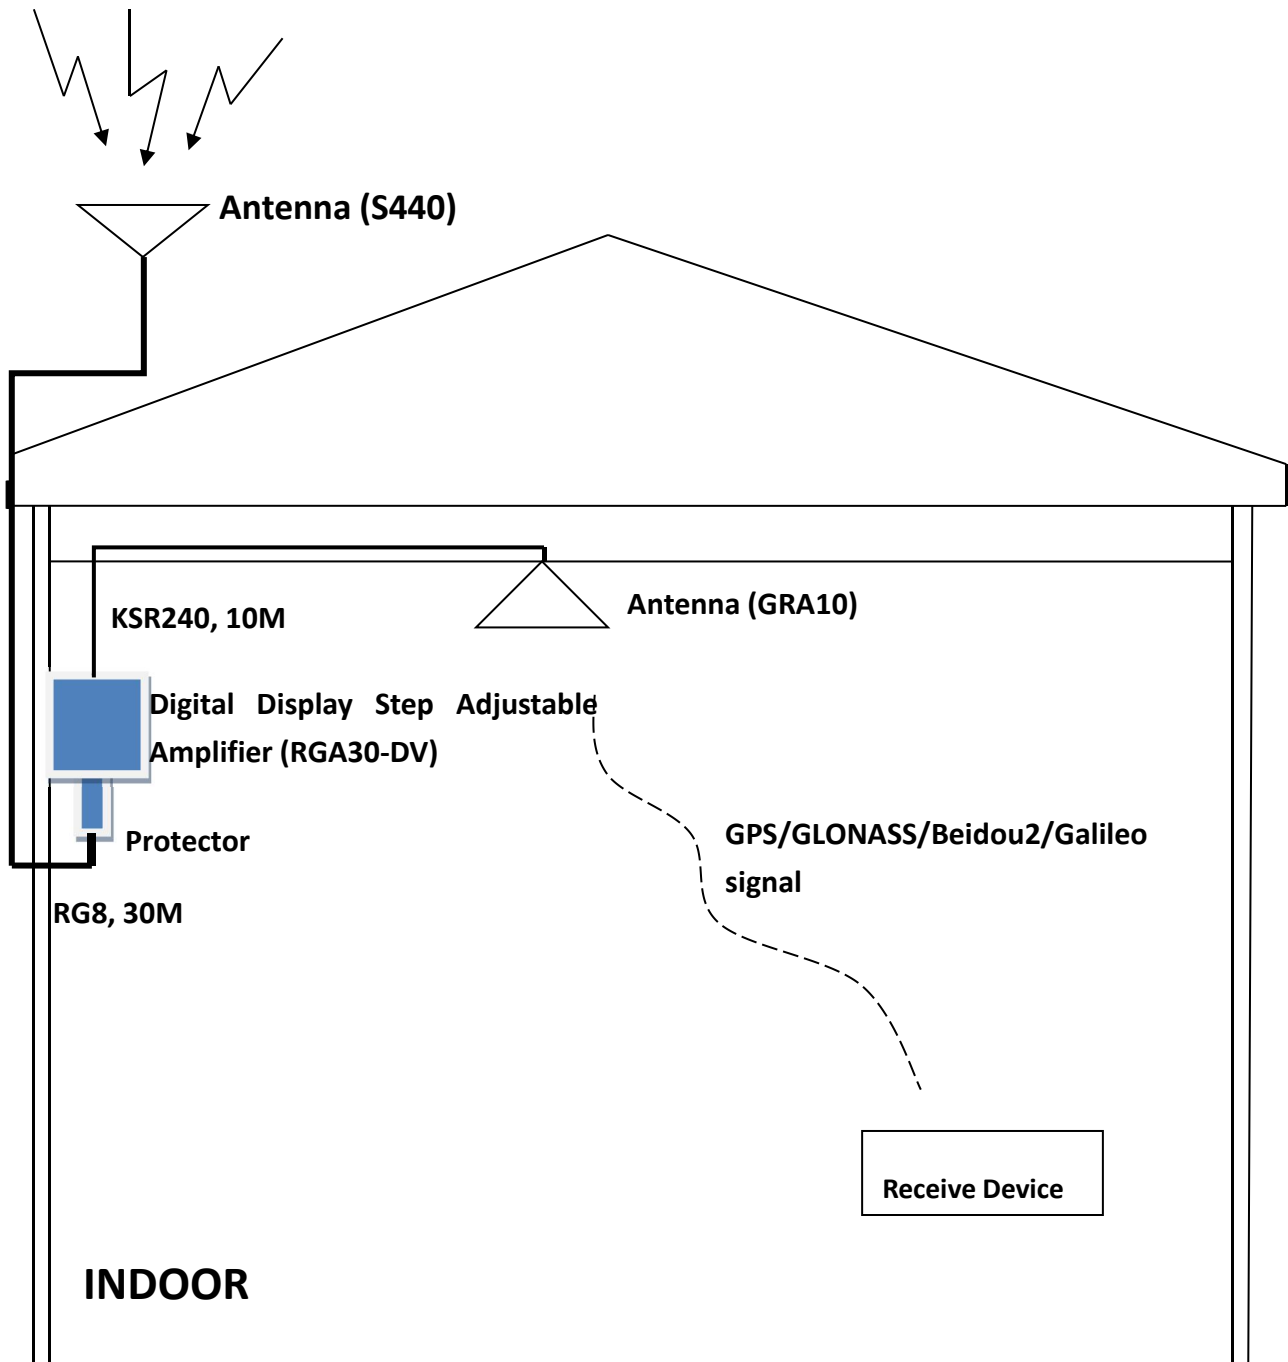 Antenna (S440)
KSR240, 10M
Antenna (GRA10)
Digital Display Step Adjustable
Amplifier (RGA30-DV)
Protector
GPS/GLONASS/Beidou2/Galileo
signal
RG8, 30M
Receive Device
INDOOR